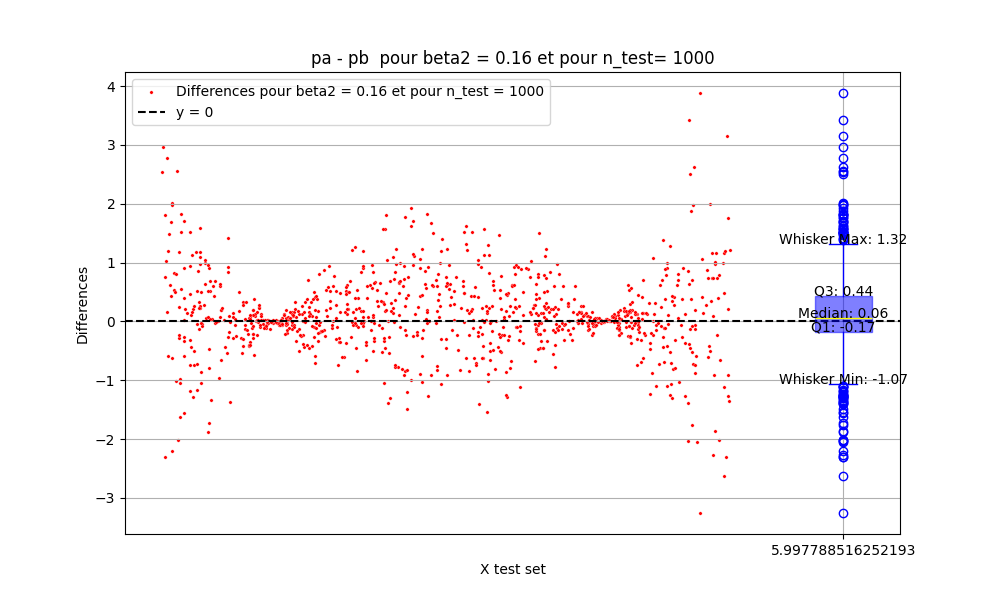 pa - pb  pour beta2 = 0.16 et pour n_test= 1000
Differences pour beta2 = 0.16 et pour n_test = 1000
y = 0
4
3
2
1
0
−1
−2
−3
Differences
Whisker Max: 1.32
Q3: 0.44
Median: 0.06
Q1: -0.17
Whisker Min: -1.07
5.997788516252193
X test set